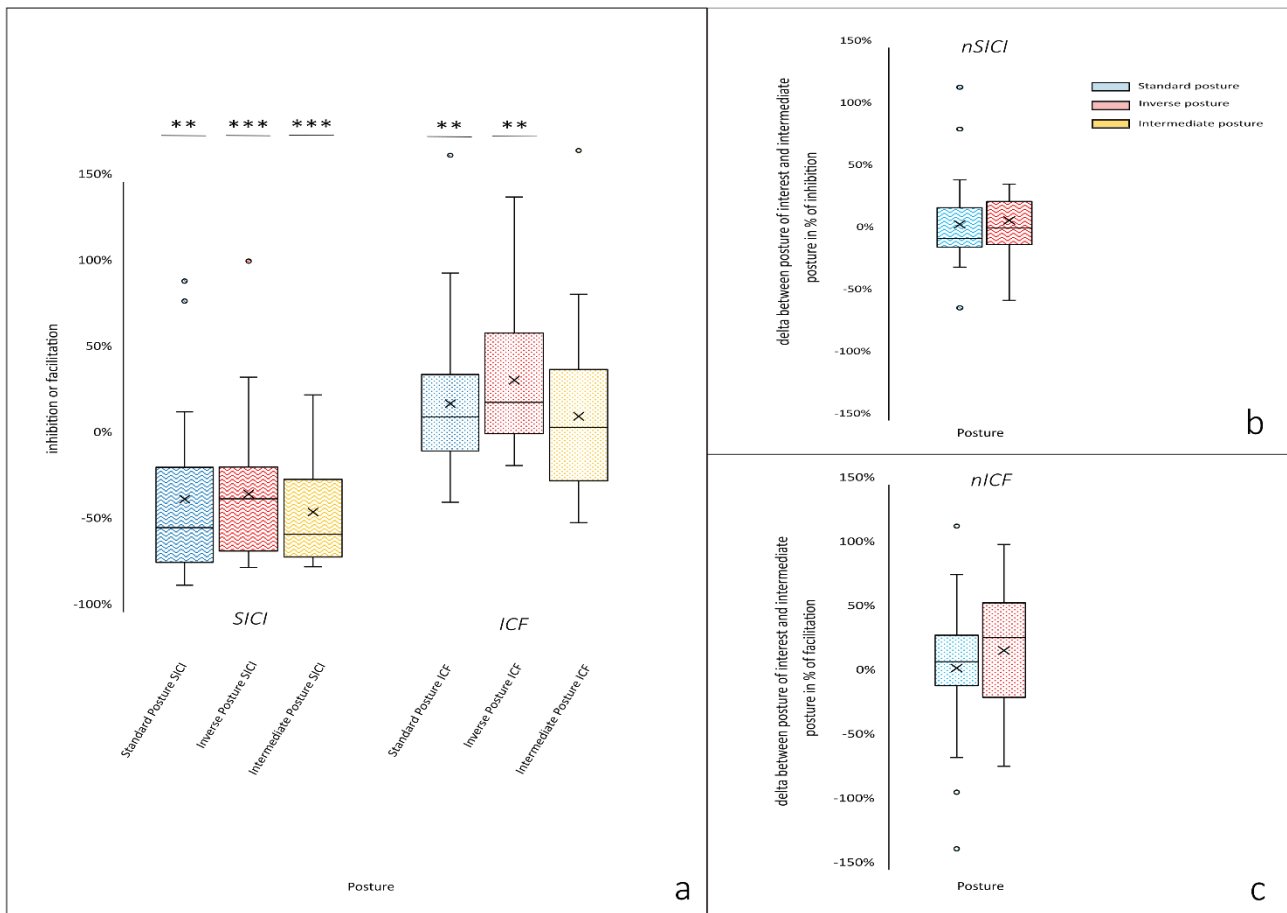 ** *** *** ** **
inhibition or facilitation
150%
100%
50%
0%
-50%
-100%
SICI ICF
Standard Posture SICI
Inverse Posture SICI
Intermediate Posture SICI
Standard Posture ICF
Inverse Posture ICF
Intermediate Posture ICF
Posture
a
nSICI
delta between posture of interest and intermediate
posture in % of inhibition
150%
100%
50%
0%
-50%
-100%
-150%
Standard posture
Inverse posture
Intermediate posture
Posture
b
nICF
delta between posture of interest and intermediate
posture in % of facilitation
150%
100%
50%
0%
-50%
-100%
-150%
Posture
c